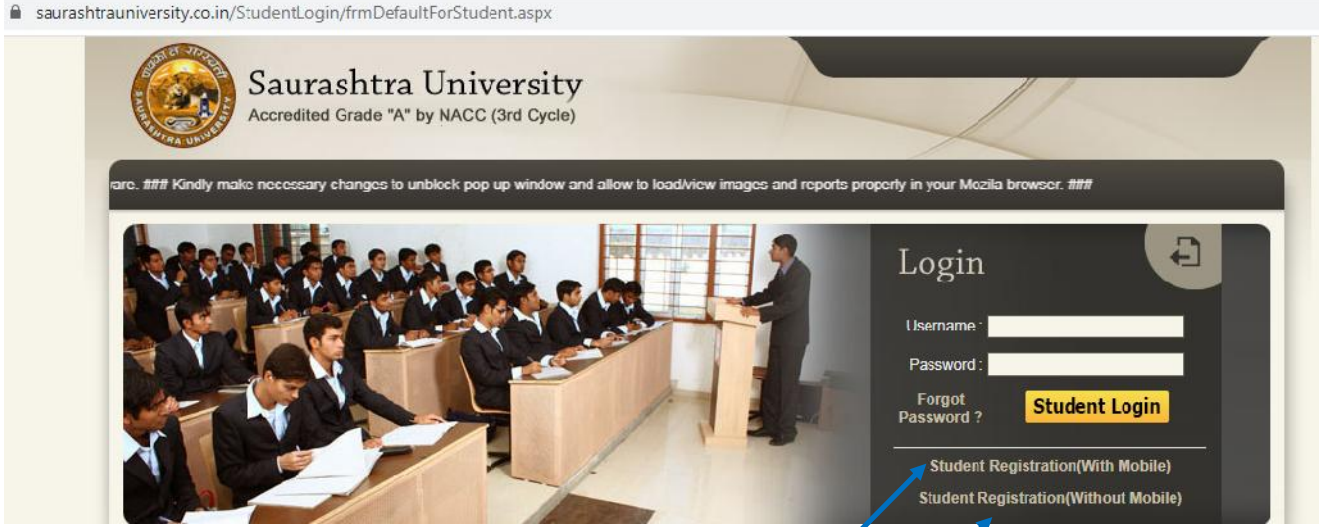 saurashtrauniversity.co.in/StudentLogin/frmDefaultForStudent.aspx
Saurashtra University
Accredited Grade "A" by NACC (3rd Cycle)
are. ### Kindly make necessary changes to unblock pop up window and allow to load/view images and reports properly in your Mozila browser. ###
Login
Username :
Password :
Forgot
Password ?
Student Login
Student Registration(With Mobile)
Student Registration(Without Mobile)